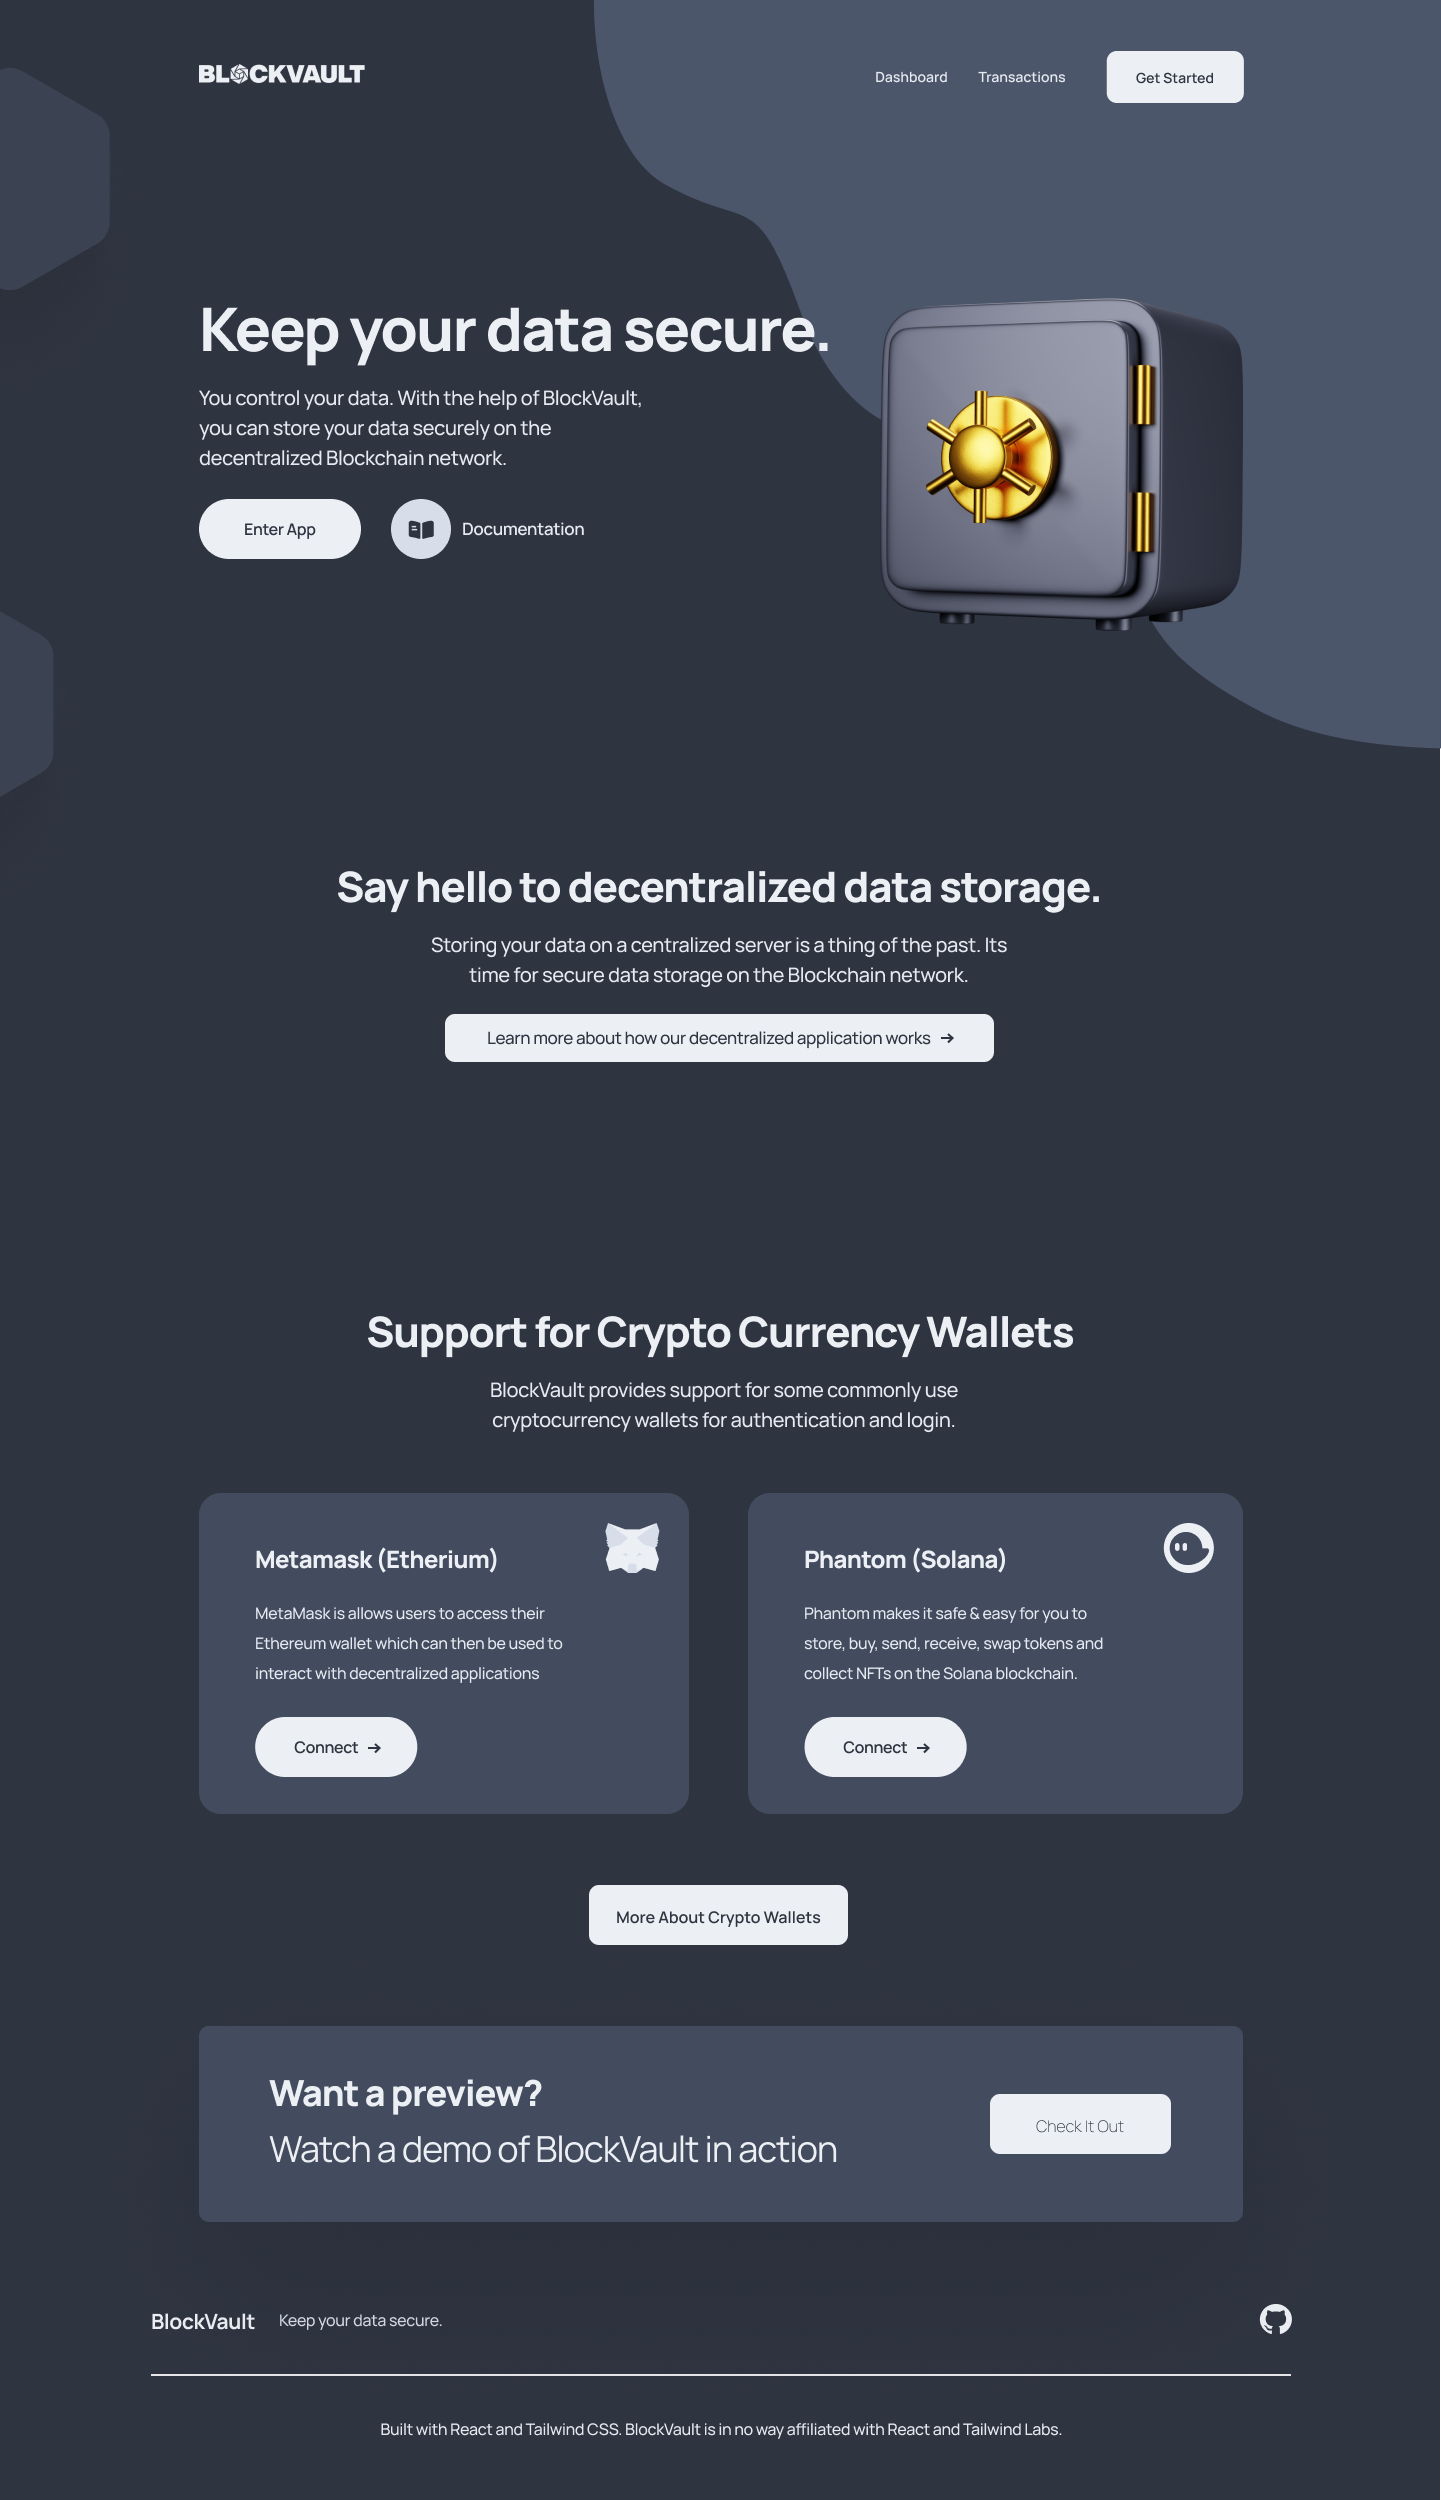 BLOCKVAULT
Dashboard
Transactions
Get Started
Keep your data secure.
You control your data. With the help of BlockVault,
you can store your data securely on the
decentralized Blockchain network.
Enter App
Documentation
Say hello to decentralized data storage.
Storing your data on a centralized server is a thing of the past. Its
time for secure data storage on the Blockchain network.
Learn more about how our decentralized application works →
Support for Crypto Currency Wallets
BlockVault provides support for some commonly use
cryptocurrency wallets for authentication and login.
Metamask (Etherium)
MetaMask is allows users to access their
Ethereum wallet which can then be used to
interact with decentralized applications
Connect →
Phantom (Solana)
Phantom makes it safe & easy for you to
store, buy, send, receive, swap tokens and
collect NFTs on the Solana blockchain.
Connect →
More About Crypto Wallets
Want a preview?
Watch a demo of BlockVault in action
Check It Out
BlockVault
Keep your data secure.
Built with React and Tailwind CSS. BlockVault is in no way affiliated with React and Tailwind Labs.